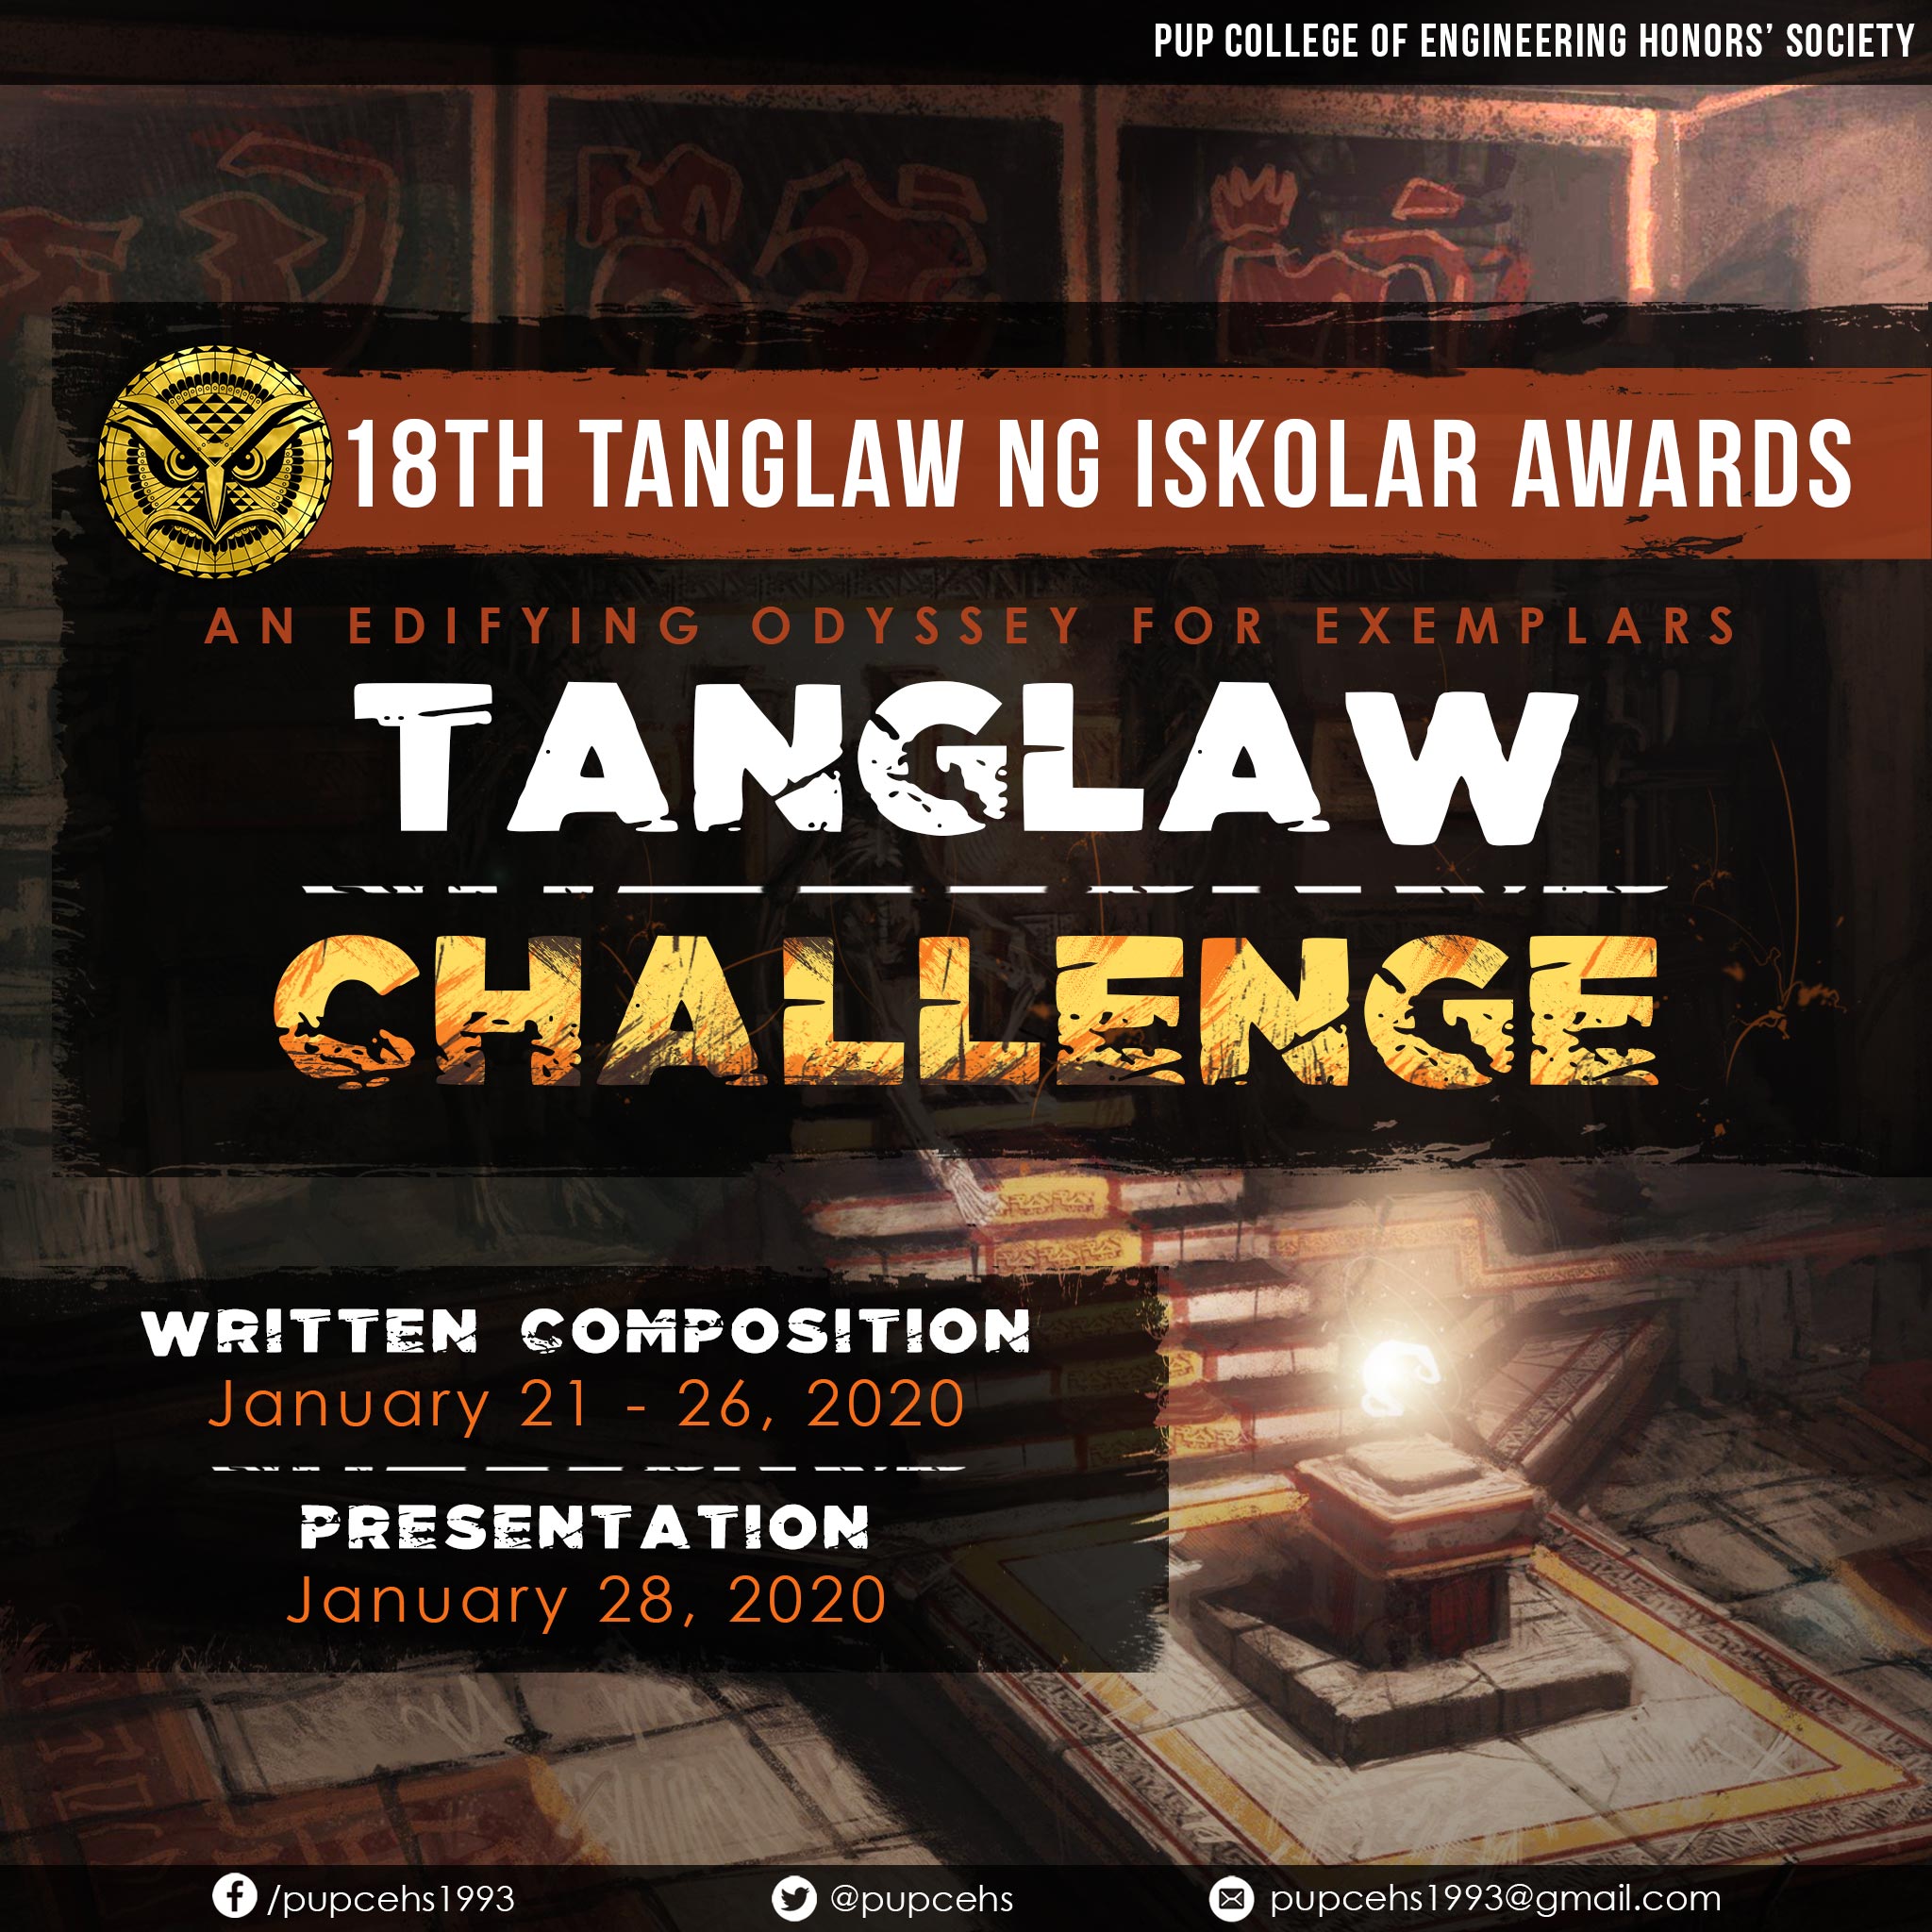 PUP COLLEGE OF ENGINEERING HONORS’ SOCIETY
18TH TANGLAW NG ISKOLAR AWARDS
AN EDIFYING ODYSSEY FOR EXEMPLARS
TANGLAW
CHALLENGE
WRITTEN COMPOSITION
January 21 - 26, 2020
PRESENTATION
January 28, 2020
/pupcehs1993
@pupcehs
pupcehs1993@gmail.com